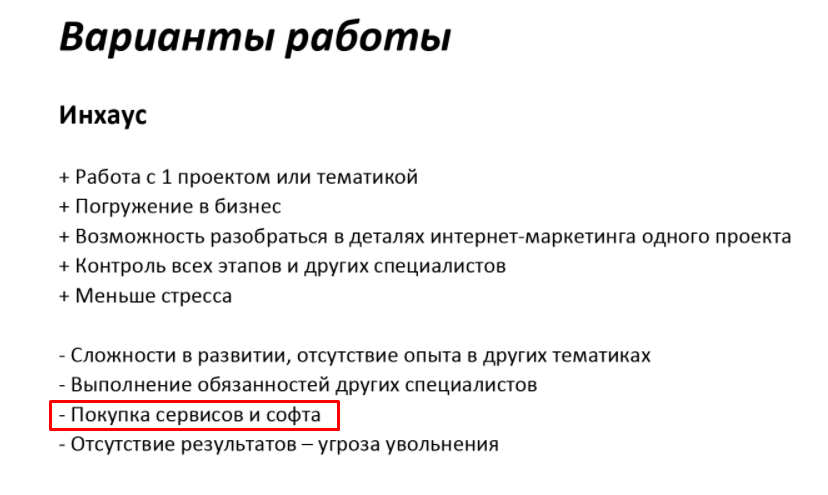 Варианты работы
Инхаус
+ Работа с 1 проектом или тематикой
+ Погружение в бизнес
+ Возможность разобраться в деталях интернет-маркетинга одного проекта
+ Контроль всех этапов и других специалистов
+ Меньше стресса
- Сложности в развитии, отсутствие опыта в других тематиках
- Выполнение обязанностей других специалистов
- Покупка сервисов и софта
- Отсутствие результатов – угроза увольнения